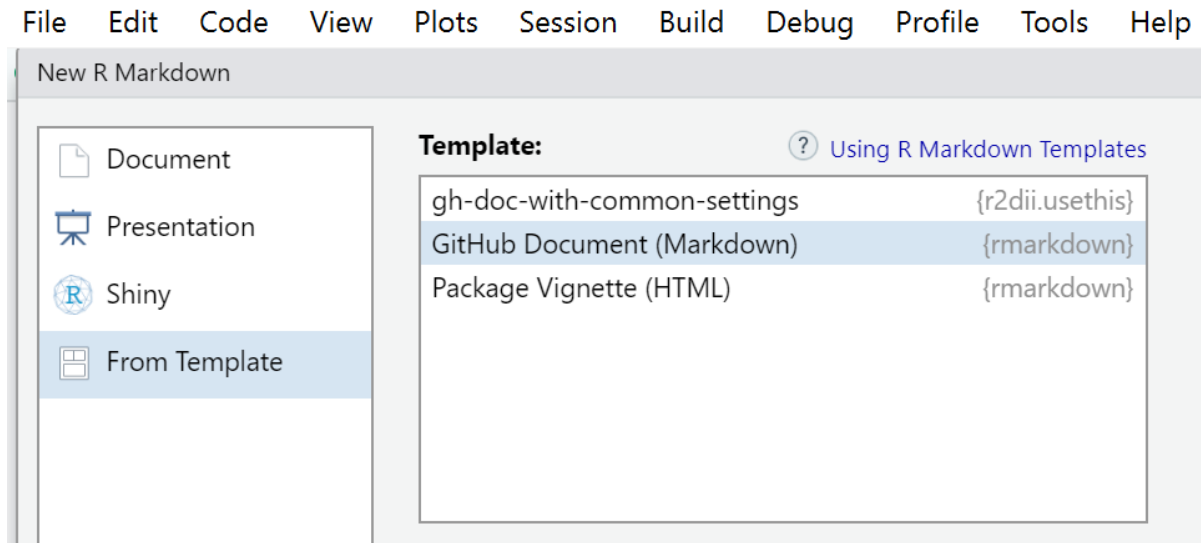 File Edit Code View Plots Session Build Debug Profile Tools Help
New R Markdown
Document
Presentation
R Shiny
From Template
Template: ? Using R Markdown Templates
gh-doc-with-common-settings {r2dii.usethis}
GitHub Document (Markdown) {rmarkdown}
Package Vignette (HTML) {rmarkdown}